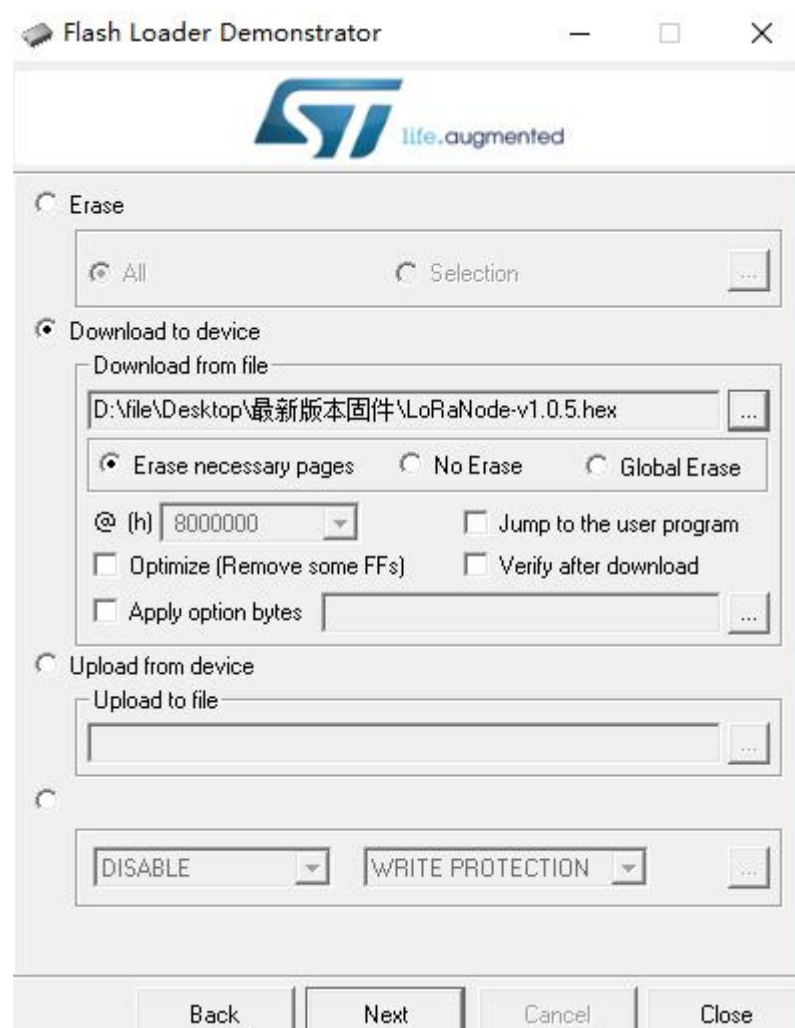 Flash Loader Demonstrator
ST life.augmented
Erase
All Selection ...
Download to device
Download from file
D:\file\Desktop\最新版本固件\LoRaNode-v1.0.5.hex ...
Erase necessary pages No Erase Global Erase
@ (h) 8000000 Jump to the user program
Optimize (Remove some FFs) Verify after download
Apply option bytes ...
Upload from device
Upload to file
...
DISABLE WRITE PROTECTION ...
Back Next Cancel Close